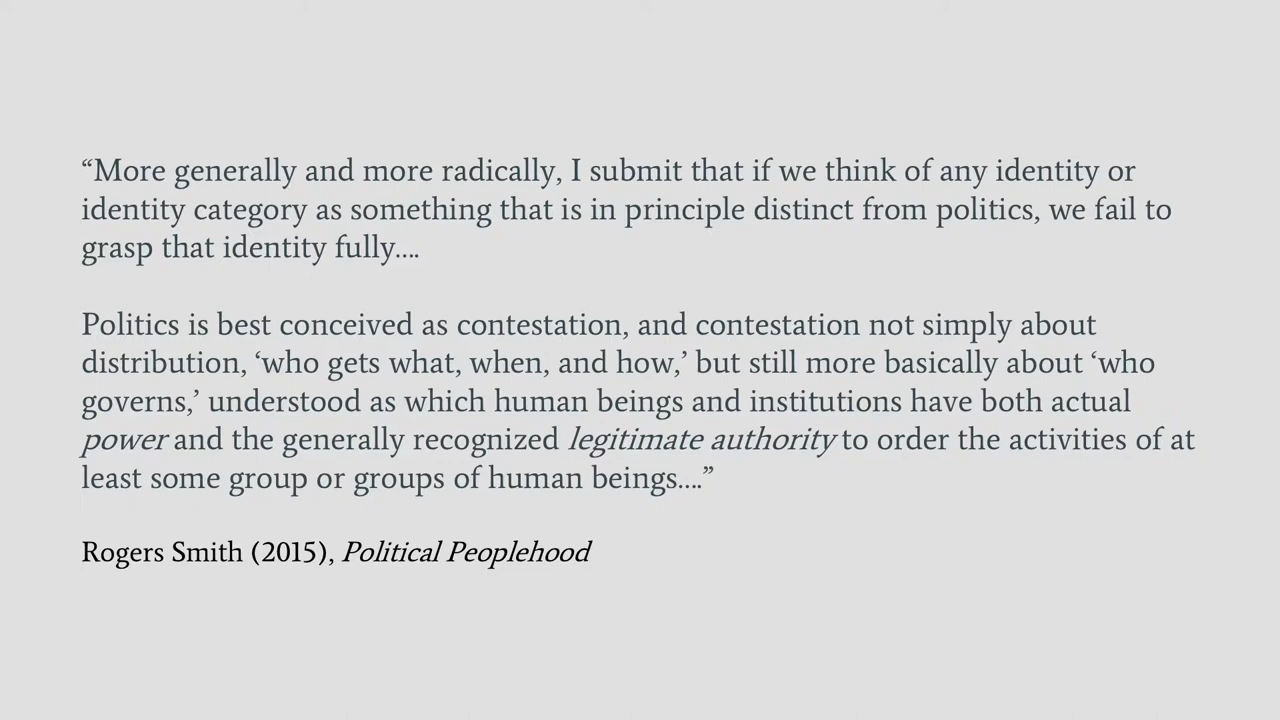 “More generally and more radically, I submit that if we think of any identity or
identity category as something that is in principle distinct from politics, we fail to
grasp that identity fully….
Politics is best conceived as contestation, and contestation not simply about
distribution, ‘who gets what, when, and how,’ but still more basically about ‘who
governs,’ understood as which human beings and institutions have both actual
power and the generally recognized legitimate authority to order the activities of at
least some group or groups of human beings….”
Rogers Smith (2015), Political Peoplehood